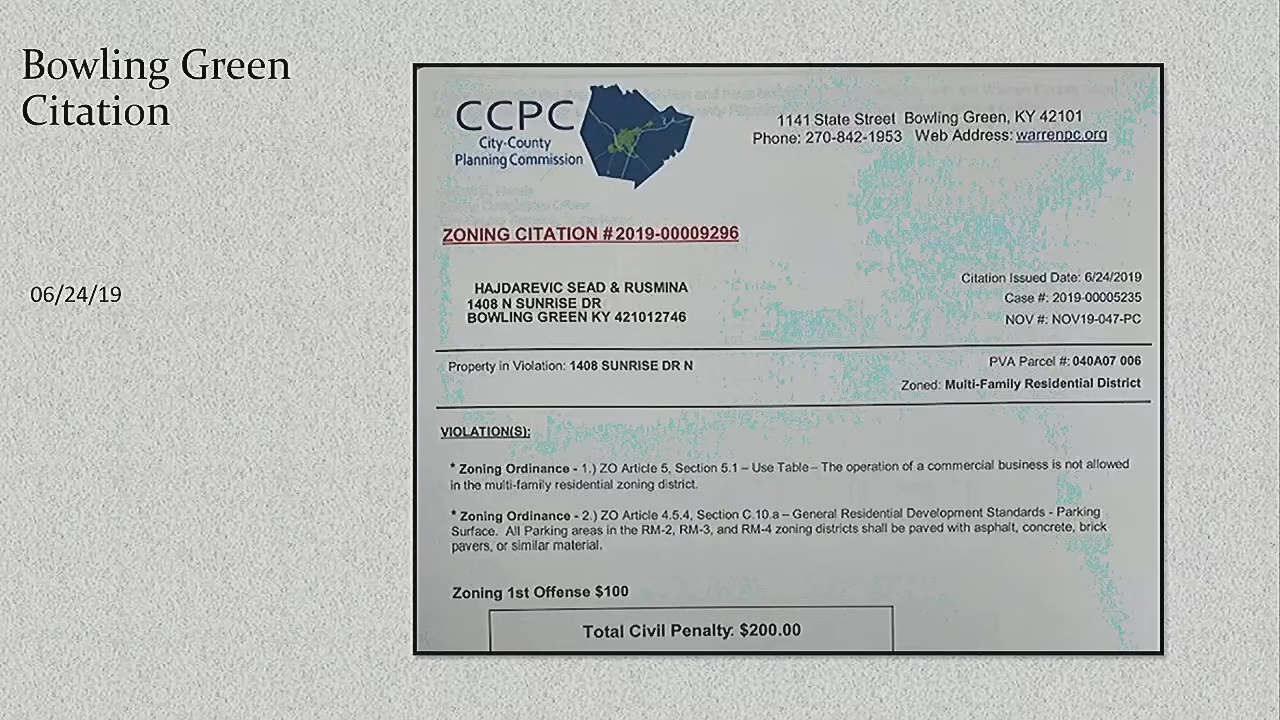 Bowling Green
Citation
06/24/19
CCPC
City-County
Planning Commission
1141 State Street Bowling Green, KY 42101
Phone: 270-842-1953 Web Address: warrenpc.org
ZONING CITATION #2019-00009296
HAJDAREVIC SEAD & RUSMINA
1408 N SUNRISE DR
BOWLING GREEN KY 421012746
Citation Issued Date: 6/24/2019
Case #: 2019-00005235
NOV #: NOV19-047-PC
Property in Violation: 1408 SUNRISE DR N
PVA Parcel #: 040A07 006
Zoned: Multi-Family Residential District
VIOLATION(S):
* Zoning Ordinance - 1.) ZO Article 5, Section 5.1 – Use Table – The operation of a commercial business is not allowed
in the multi-family residential zoning district.
* Zoning Ordinance - 2.) ZO Article 4.5.4, Section C.10.a – General Residential Development Standards - Parking
Surface. All Parking areas in the RM-2, RM-3, and RM-4 zoning districts shall be paved with asphalt, concrete, brick
pavers, or similar material.
Zoning 1st Offense $100
Total Civil Penalty: $200.00